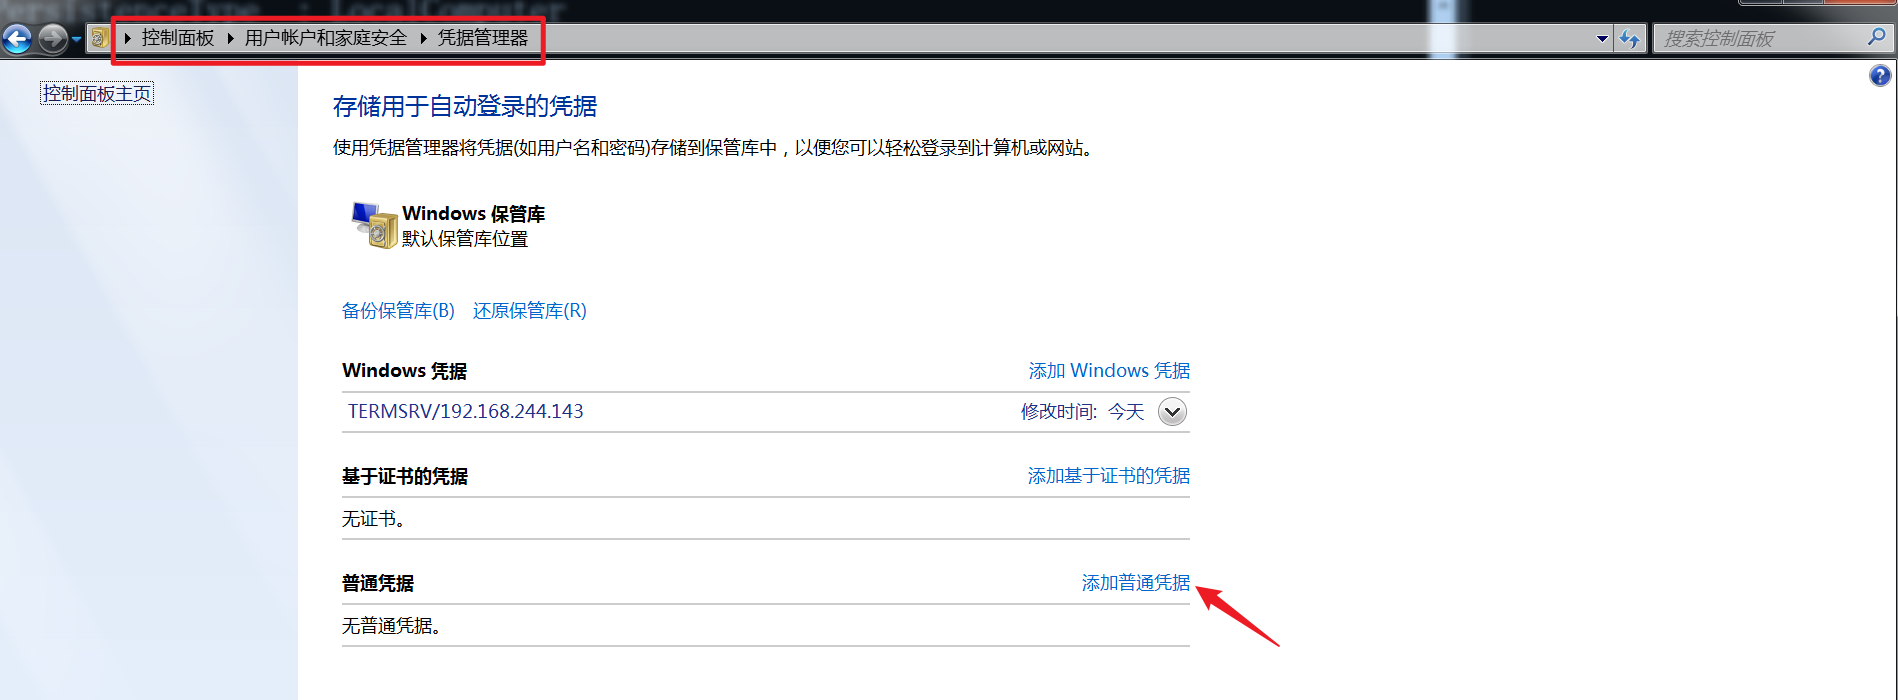 PersistenceType : LocalComputer
控制面板 用户帐户和家庭安全 凭据管理器
搜索控制面板
控制面板主页
存储用于自动登录的凭据
使用凭据管理器将凭据(如用户名和密码)存储到保管库中，以便您可以轻松登录到计算机或网站。
Windows 保管库
默认保管库位置
备份保管库(B) 还原保管库(R)
Windows 凭据 添加 Windows 凭据
TERMSRV/192.168.244.143 修改时间: 今天
基于证书的凭据 添加基于证书的凭据
无证书。
普通凭据 添加普通凭据
无普通凭据。